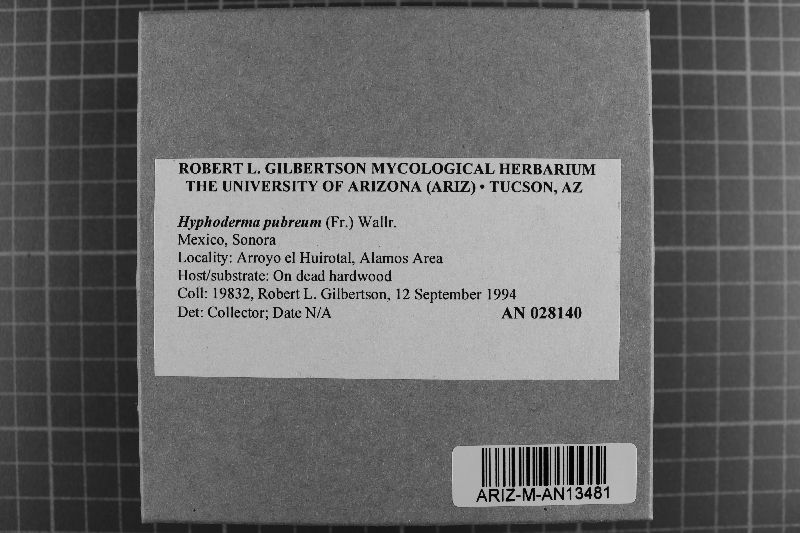 ROBERT L. GILBERTSON MYCOLOGICAL HERBARIUM
THE UNIVERSITY OF ARIZONA (ARIZ) • TUCSON, AZ
Hyphoderma pubreum (Fr.) Wallr.
Mexico, Sonora
Locality: Arroyo el Huirotal, Alamos Area
Host/substrate: On dead hardwood
Coll: 19832, Robert L. Gilbertson, 12 September 1994
Det: Collector; Date N/A AN 028140
ARIZ-M-AN13481